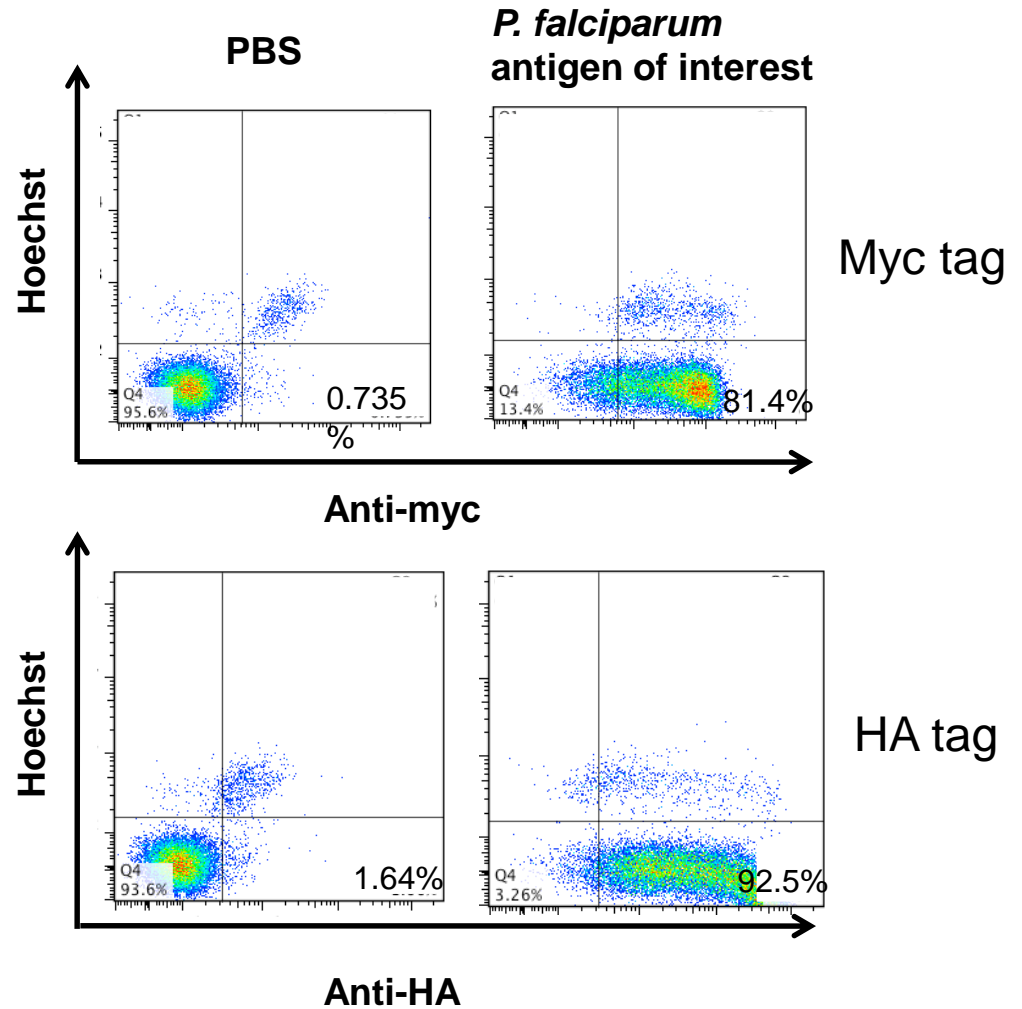 PBS
P. falciparum
antigen of interest
Hoechst
Q4
95.6%
0.735
%
Q4
13.4%
81.4%
Myc tag
Anti-myc
Hoechst
Q4
93.6%
1.64%
Q4
3.26%
92.5%
HA tag
Anti-HA